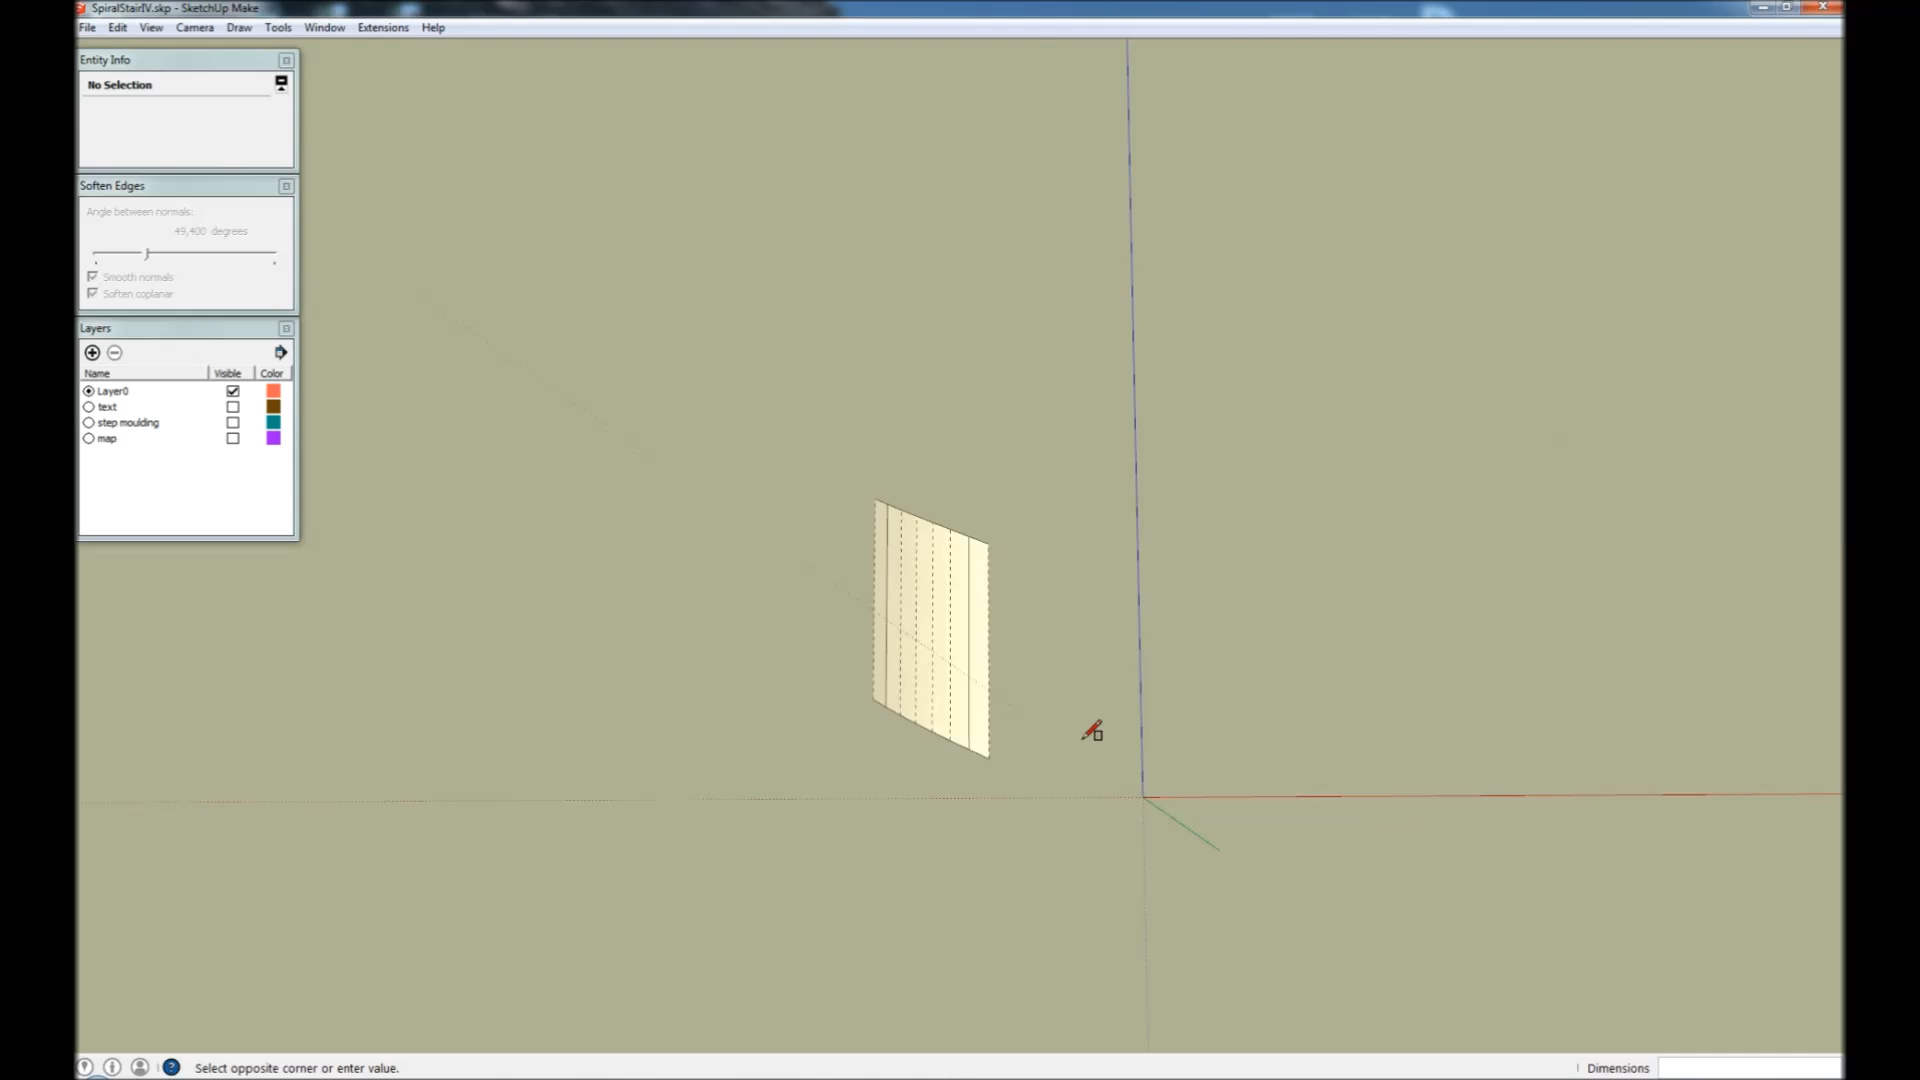 SpiralStairIV.skp - SketchUp Make
File Edit View Camera Draw Tools Window Extensions Help
Entity Info
No Selection
Soften Edges
Angle between normals:
49,400 degrees
Smooth normals
Soften coplanar
Layers
Name Visible Color
Layer0
text
step moulding
map
Select opposite corner or enter value.
Dimensions